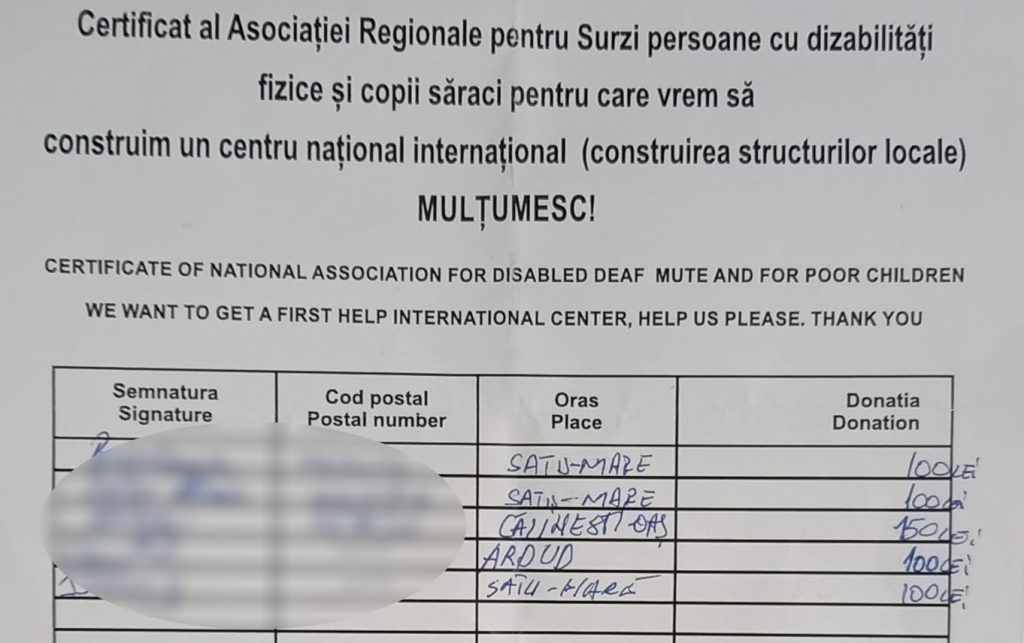 Certificat al Asociației Regionale pentru Surzi persoane cu dizabilități
fizice și copii săraci pentru care vrem să
construim un centru național internațional (construirea structurilor locale)
MULȚUMESC!
CERTIFICATE OF NATIONAL ASSOCIATION FOR DISABLED DEAF MUTE AND FOR POOR CHILDREN
WE WANT TO GET A FIRST HELP INTERNATIONAL CENTER, HELP US PLEASE. THANK YOU
Semnatura Cod postal Oras Donatia
Signature Postal number Place Donation
SATU-MARE 100LEI
SATU-MARE 100LEI
CĂLINEȘTI-OAȘ 150LEI
ARDUD 100LEI
SATU-MARE 100LEI